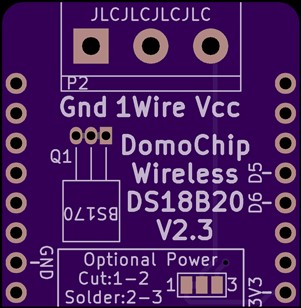 JLCJLCJLCJLC
P2
Gnd 1Wire Vcc
Q1
DomoChip
Wireless
DS18B20
V2.3
BS170
D5
D6
GND
Optional Power
Cut:1-2
Solder:2-3
1
3
3V3